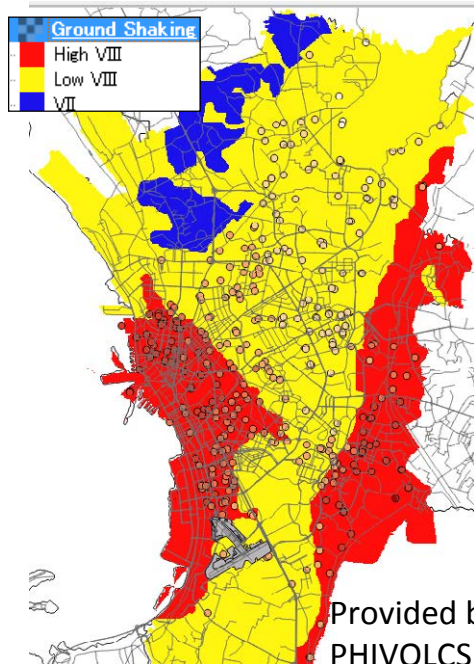 Ground Shaking
High Ⅷ
Low Ⅷ
Ⅶ
Provided b
PHIVOLCS